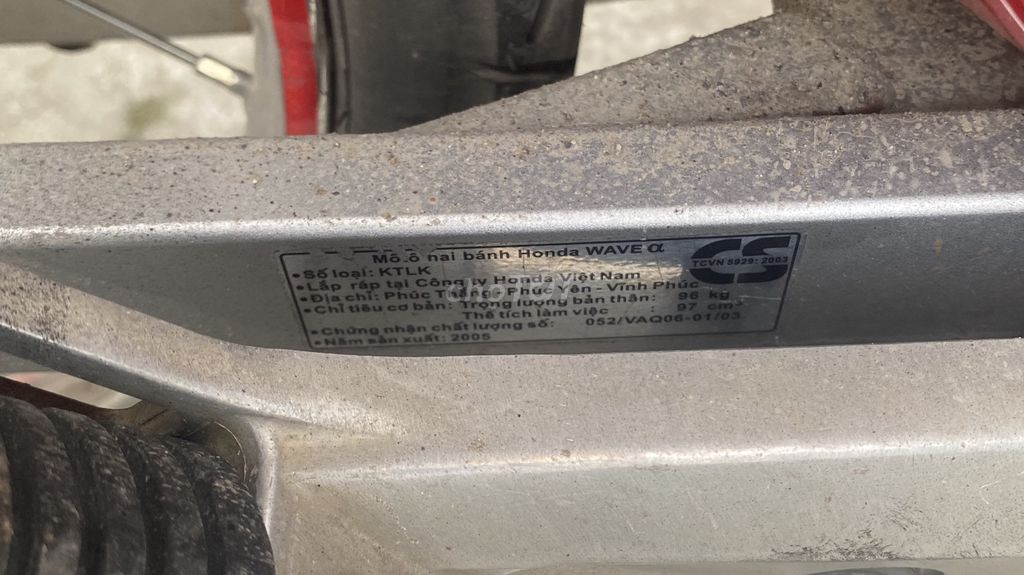 Mô.ô hai bánh Honda WAVE α
CS
TCVN 5929: 2003
• Số loại: KTLK
• Lắp ráp tại Công ty Honda Việt Nam
• Địa chỉ: Phúc Thắng - Phúc Yên - Vĩnh Phúc
• Chỉ tiêu cơ bản: Trọng lượng bản thân: 96 kg
Thể tích làm việc : 97 cm³
• Chứng nhận chất lượng số: 052/VAQ06-01/03
• Năm sản xuất: 2005